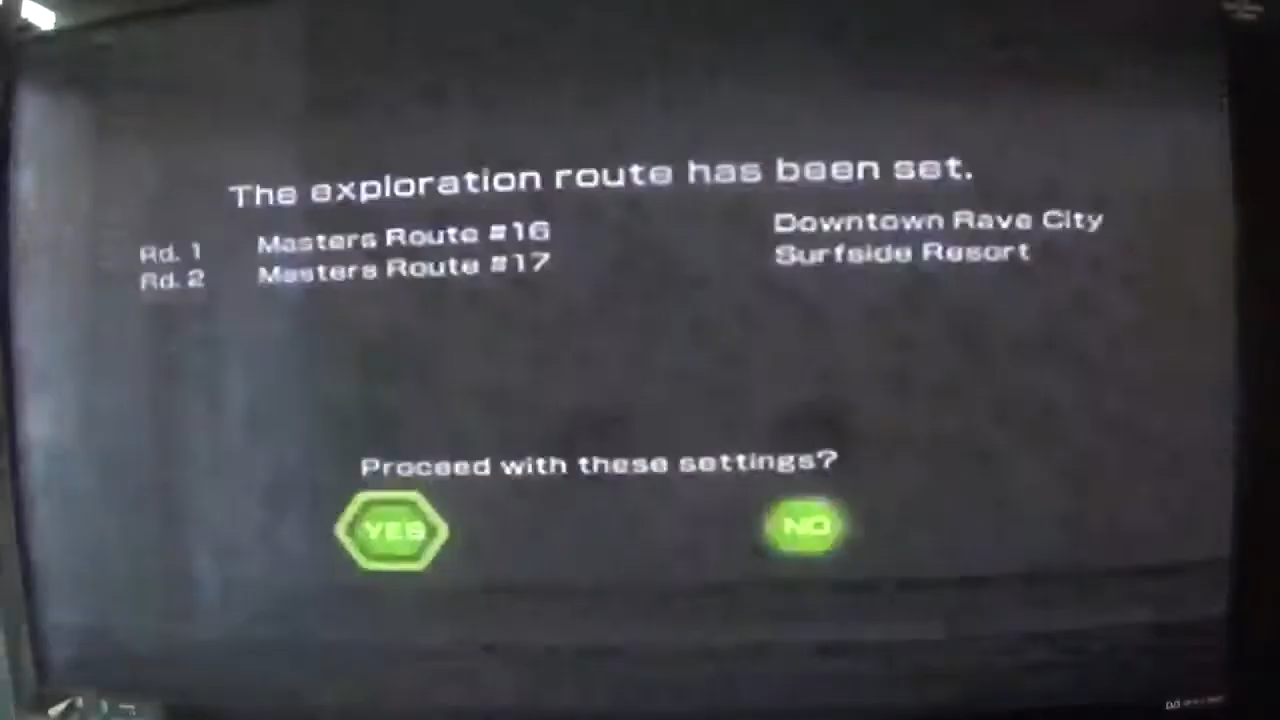 The exploration route has been set.
Rd. 1 Masters Route #16 Downtown Rave City
Rd. 2 Masters Route #17 Surfside Resort
Proceed with these settings?
YES NO